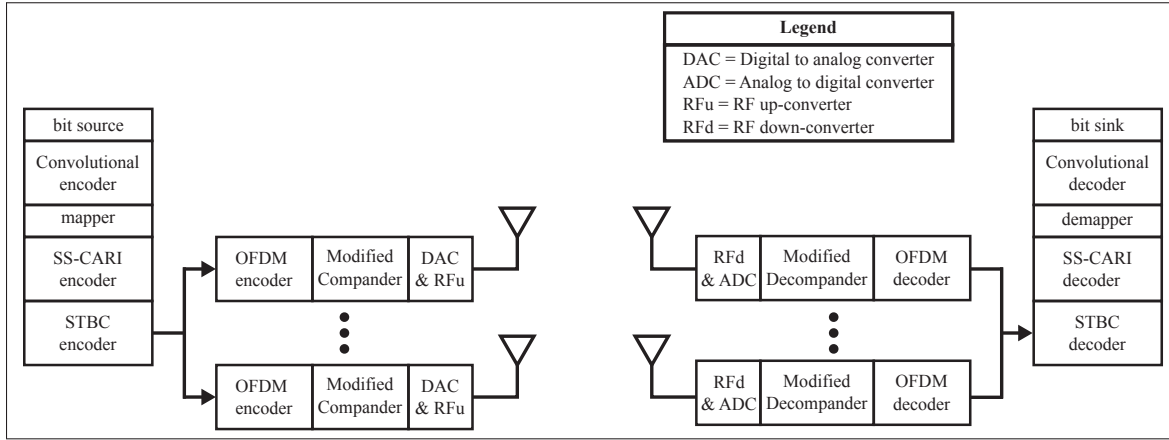 Legend
DAC = Digital to analog converter
ADC = Analog to digital converter
RFu = RF up-converter
RFd = RF down-converter
bit source
Convolutional
encoder
mapper
SS-CARI
encoder
STBC
encoder
OFDM
encoder
Modified
Compander
DAC
& RFu
OFDM
encoder
Modified
Compander
DAC
& RFu
RFd
& ADC
Modified
Decompander
OFDM
decoder
RFd
& ADC
Modified
Decompander
OFDM
decoder
bit sink
Convolutional
decoder
demapper
SS-CARI
decoder
STBC
decoder